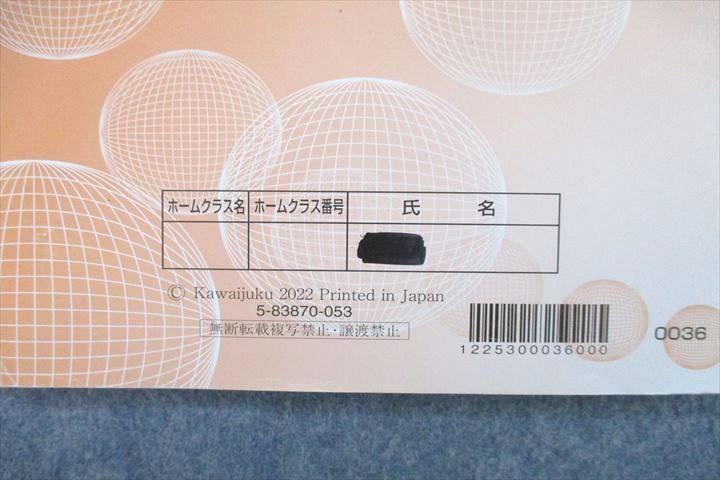 ホームクラス名 ホームクラス番号 氏 名
© Kawaijuku 2022 Printed in Japan
5-83870-053
無断転載複写禁止・譲渡禁止
1225300036000
0036